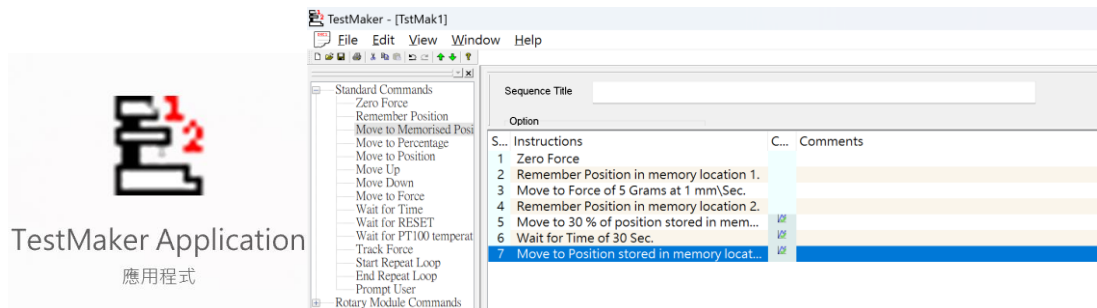 TestMaker Application
應用程式
TestMaker - [TstMak1]
File Edit View Window Help
Standard Commands
Zero Force
Remember Position
Move to Memorised Posi
Move to Percentage
Move to Position
Move Up
Move Down
Move to Force
Wait for Time
Wait for RESET
Wait for PT100 temperat
Track Force
Start Repeat Loop
End Repeat Loop
Prompt User
Rotary Module Commands
Sequence Title
Option
S... Instructions C... Comments
1 Zero Force
2 Remember Position in memory location 1.
3 Move to Force of 5 Grams at 1 mm\Sec.
4 Remember Position in memory location 2.
5 Move to 30 % of position stored in mem...
6 Wait for Time of 30 Sec.
7 Move to Position stored in memory locat...